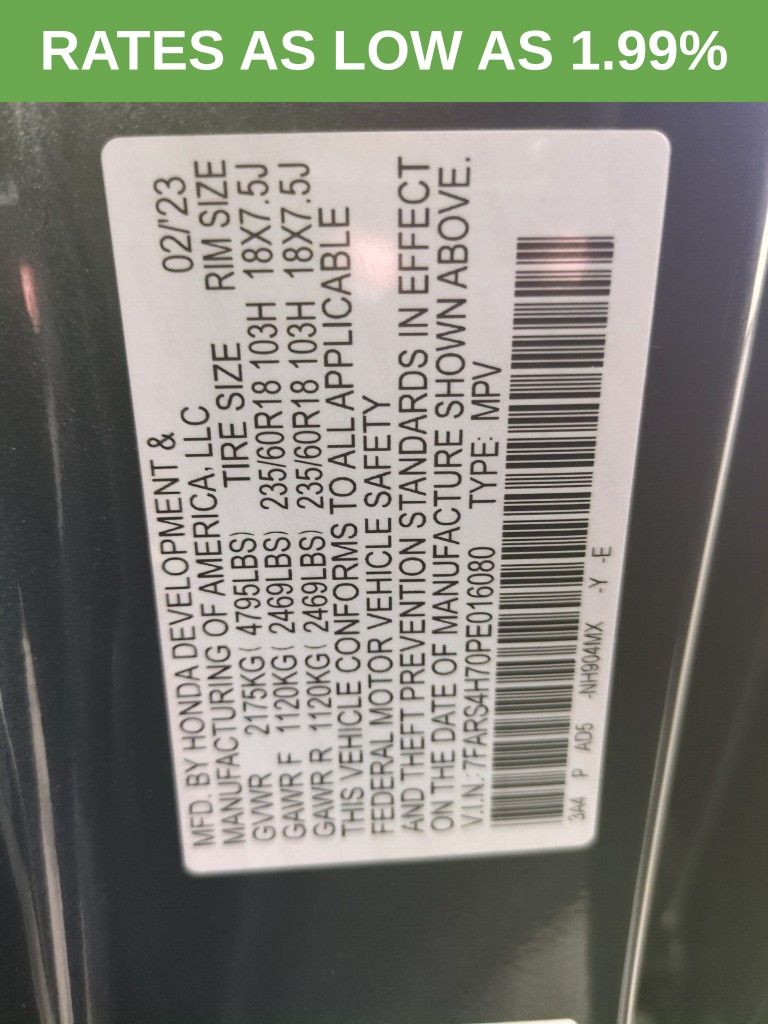 RATES AS LOW AS 1.99%
MFD. BY HONDA DEVELOPMENT & 02/'23
MANUFACTURING OF AMERICA, LLC RIM SIZE
GVWR 2175KG( 4795LBS) TIRE SIZE
GAWR F 1120KG( 2469LBS) 235/60R18 103H 18X7.5J
GAWR R 1120KG( 2469LBS) 235/60R18 103H 18X7.5J
THIS VEHICLE CONFORMS TO ALL APPLICABLE
FEDERAL MOTOR VEHICLE SAFETY
AND THEFT PREVENTION STANDARDS IN EFFECT
ON THE DATE OF MANUFACTURE SHOWN ABOVE.
V.I.N.: 7FARS4H70PE016080 TYPE: MPV
3A4 P AD5 -NH904MX -Y -E